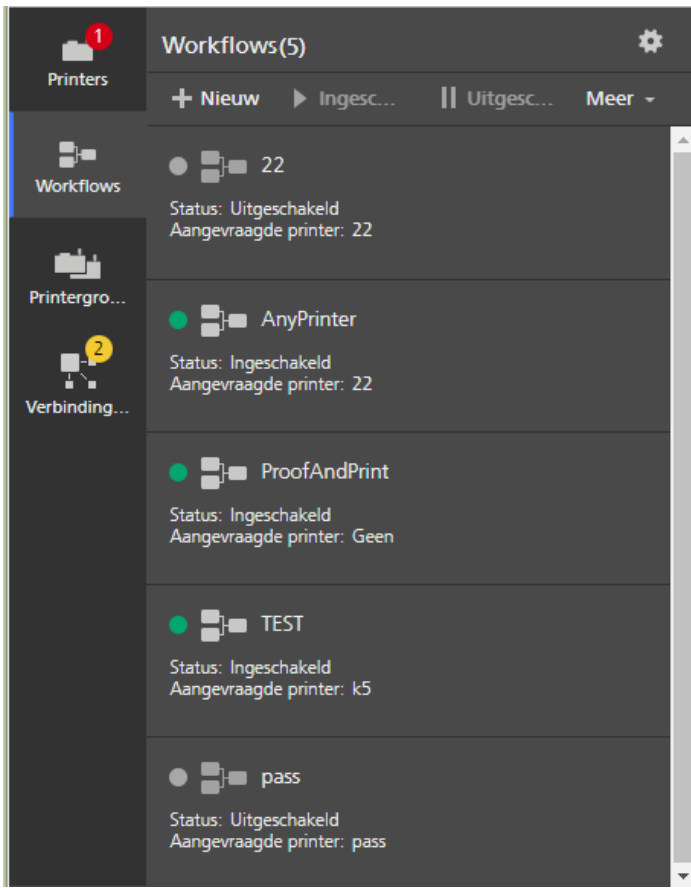 1
Printers
Workflows
Printergro...
2
Verbinding...
Workflows(5)
Nieuw Ingesc... Uitgesc... Meer
22
Status: Uitgeschakeld
Aangevraagde printer: 22
AnyPrinter
Status: Ingeschakeld
Aangevraagde printer: 22
ProofAndPrint
Status: Ingeschakeld
Aangevraagde printer: Geen
TEST
Status: Ingeschakeld
Aangevraagde printer: k5
pass
Status: Uitgeschakeld
Aangevraagde printer: pass